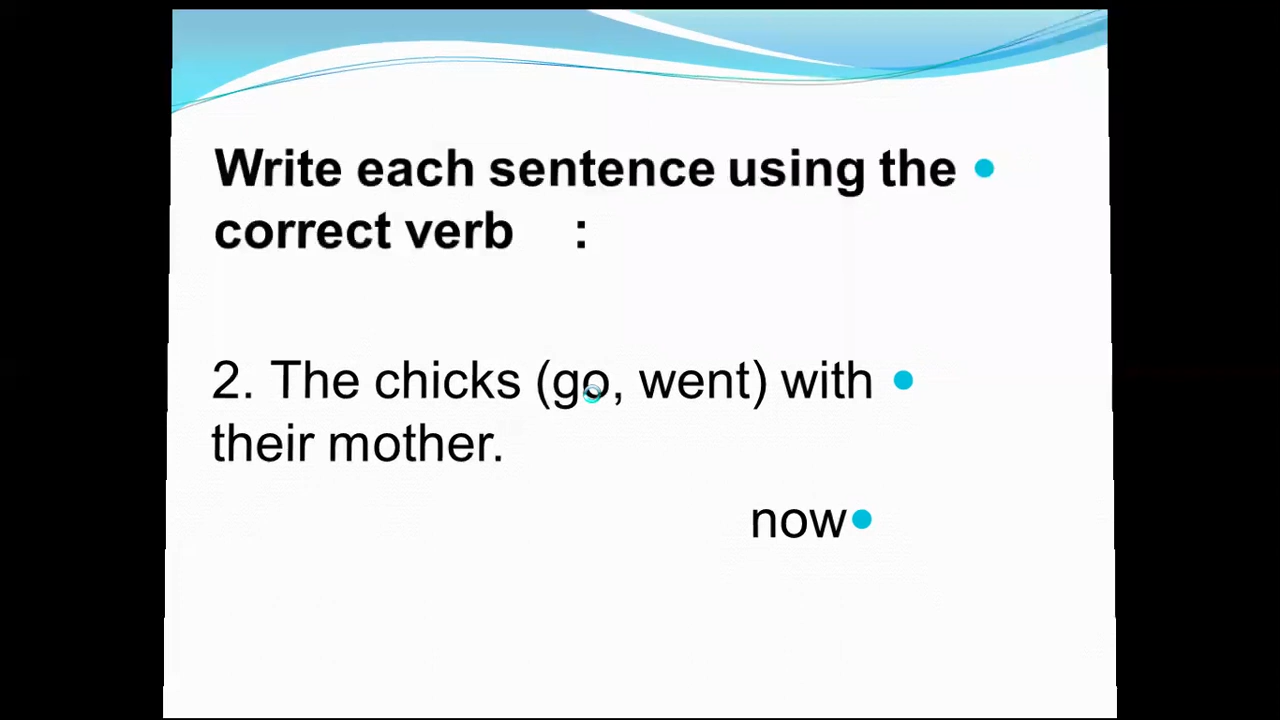 Write each sentence using the
correct verb :
2. The chicks (go, went) with
their mother.
now